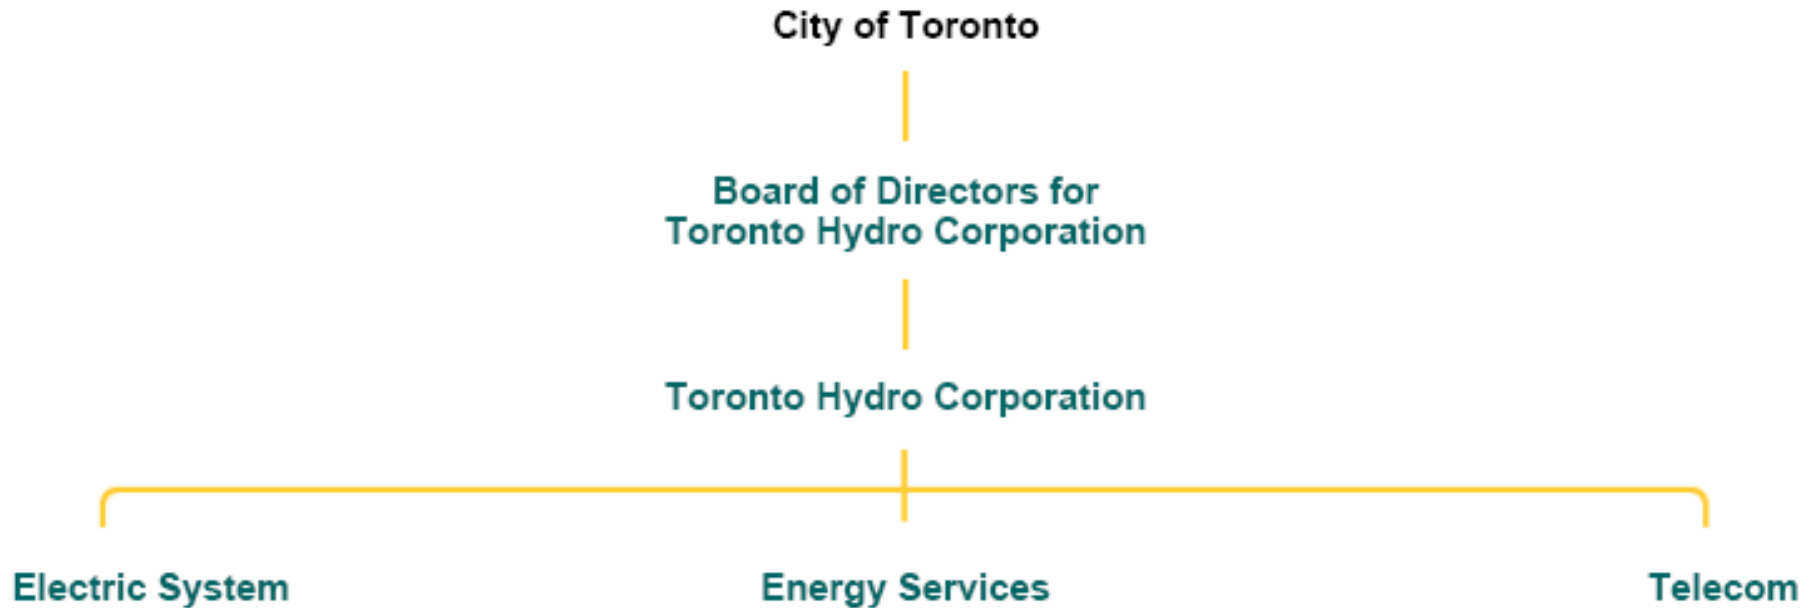 City of Toronto
Board of Directors for
Toronto Hydro Corporation
Toronto Hydro Corporation
Electric System
Energy Services
Telecom